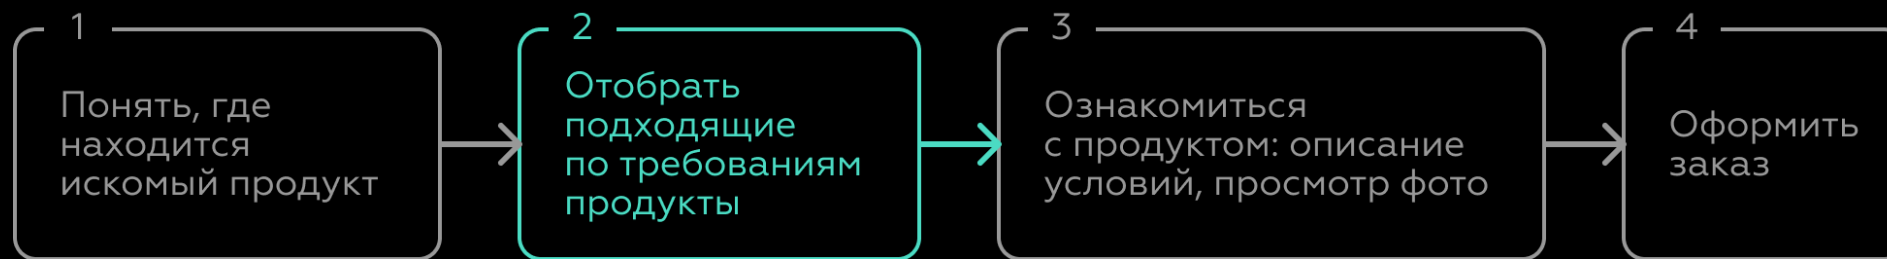 1
Понять, где
находится
искомый продукт
2
Отобрать
подходящие
по требованиям
продукты
3
Ознакомиться
с продуктом: описание
условий, просмотр фото
4
Оформить
заказ